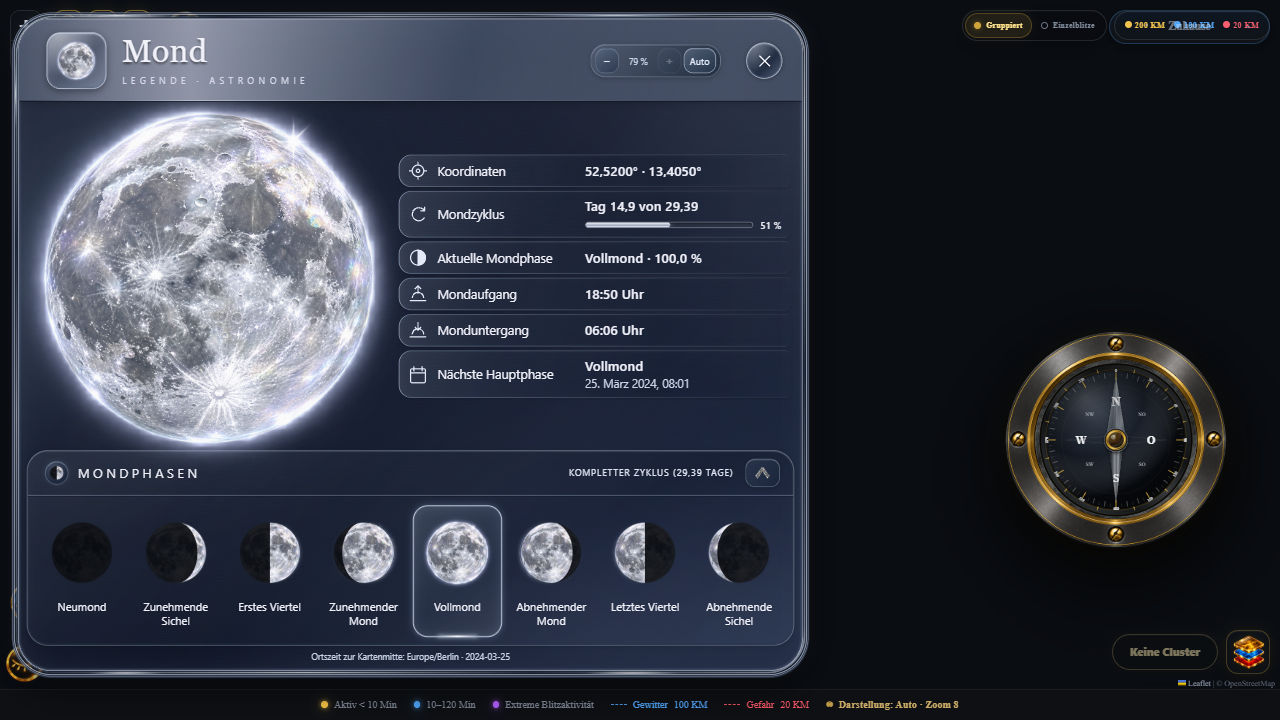 Mond
LEGENDE · ASTRONOMIE
− 79 % + Auto
Gruppiert Einzelblitze
200 KM 100 KM 20 KM
Koordinaten 52,5200° · 13,4050°
Mondzyklus Tag 14,9 von 29,39
51 %
Aktuelle Mondphase Vollmond · 100,0 %
Mondaufgang 18:50 Uhr
Monduntergang 06:06 Uhr
Nächste Hauptphase Vollmond
25. März 2024, 08:01
MONDPHASEN KOMPLETTER ZYKLUS (29,39 TAGE)
Neumond
Zunehmende
Sichel
Erstes Viertel
Zunehmender
Mond
Vollmond
Abnehmender
Mond
Letztes Viertel
Abnehmende
Sichel
Ortszeit zur Kartenmitte: Europe/Berlin · 2024-03-25
N
NW NO
W O
SW SO
S
Keine Cluster
Leaflet | © OpenStreetMap
Aktiv < 10 Min 10–120 Min Extreme Blitzaktivität Gewitter 100 KM Gefahr 20 KM Darstellung: Auto · Zoom 8